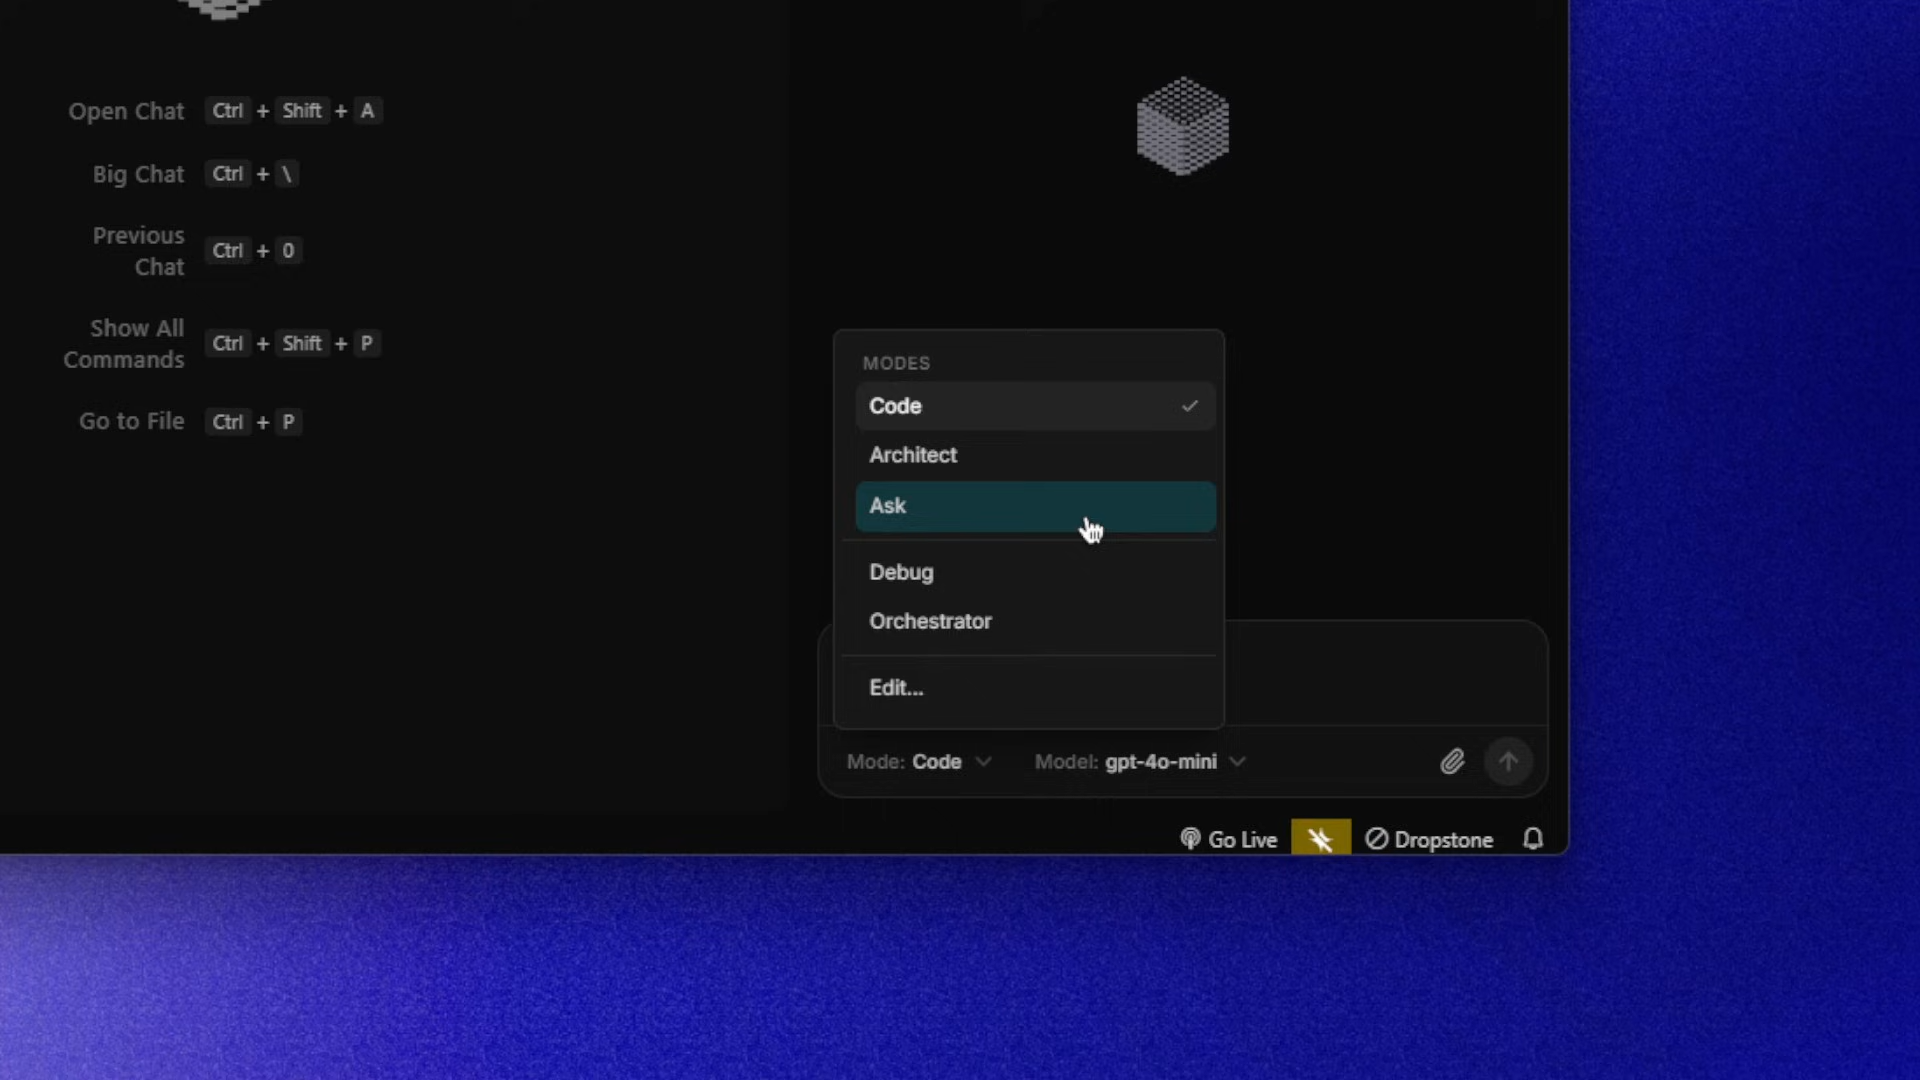 Open Chat Ctrl + Shift + A
Big Chat Ctrl + \
Previous
Chat
Ctrl + 0
Show All
Commands
Ctrl + Shift + P
Go to File Ctrl + P
MODES
Code
Architect
Ask
Debug
Orchestrator
Edit...
Mode: Code
Model: gpt-4o-mini
Go Live
Dropstone